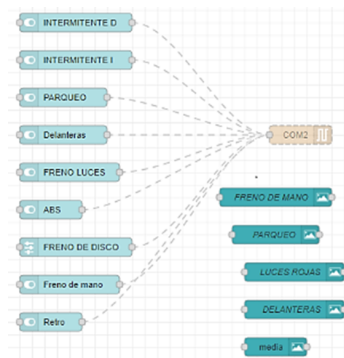 INTERMITENTE D
INTERMITENTE I
PARQUEO
Delanteras
COM2
FRENO LUCES
FRENO DE MANO
ABS
PARQUEO
FRENO DE DISCO
LUCES ROJAS
Freno de mano
DELANTERAS
Retro
media